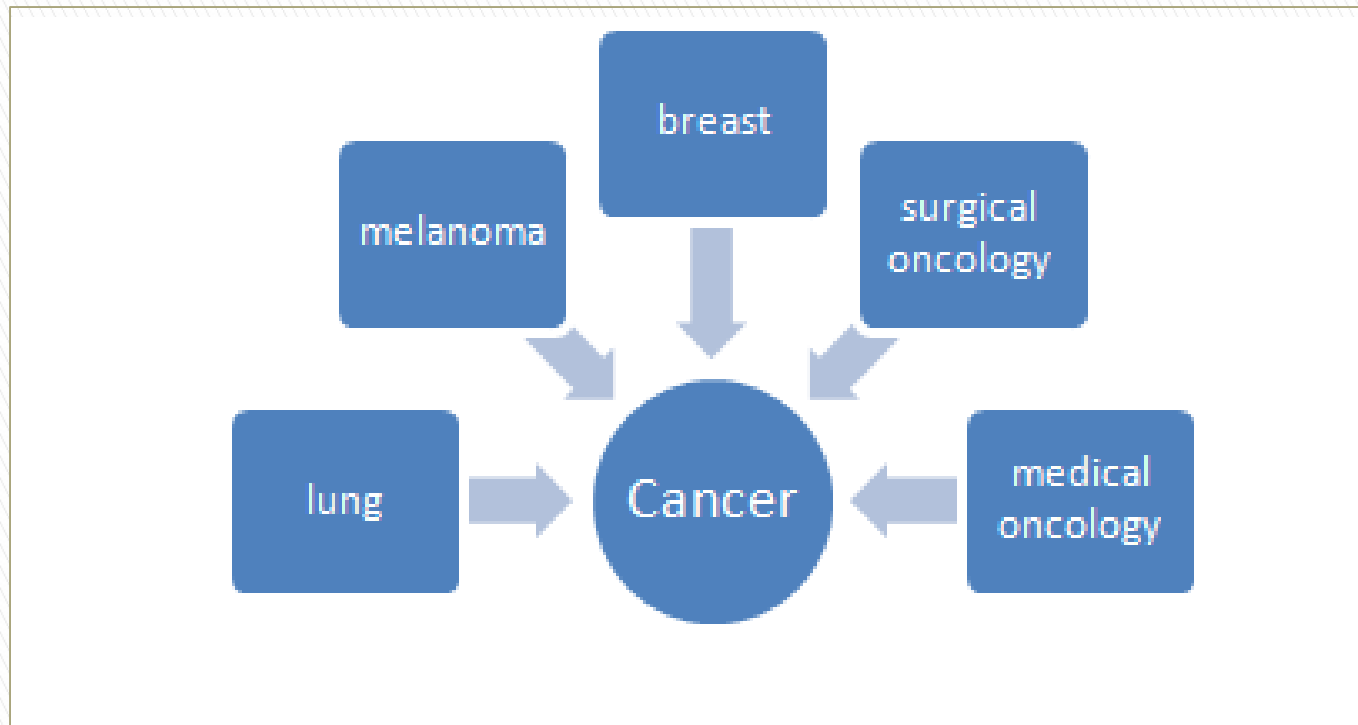 breast
melanoma
surgical
oncology
lung
Cancer
medical
oncology